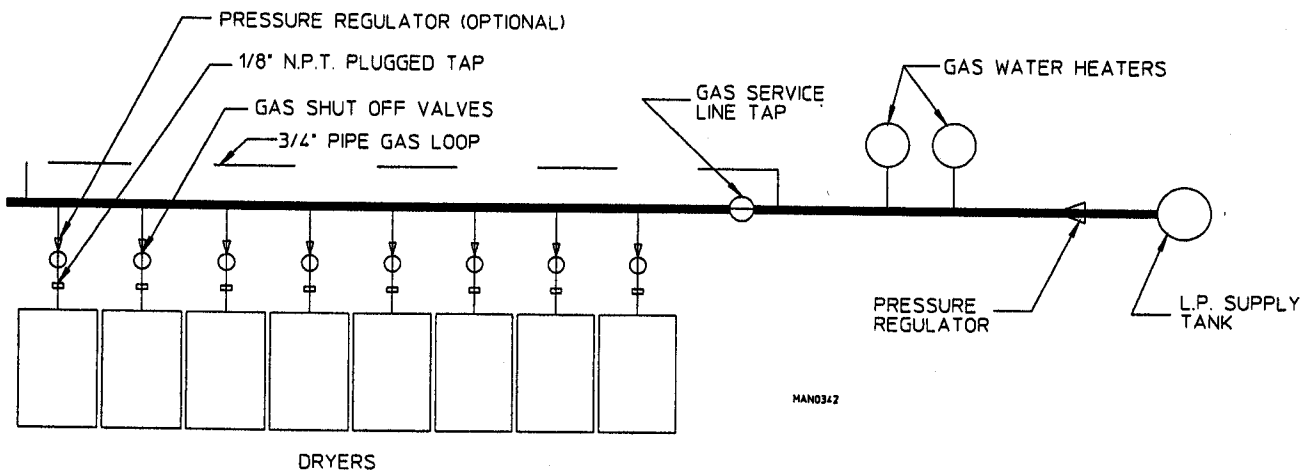 PRESSURE REGULATOR (OPTIONAL)
1/8" N.P.T. PLUGGED TAP
GAS SHUT OFF VALVES
3/4" PIPE GAS LOOP
GAS SERVICE
LINE TAP
GAS WATER HEATERS
PRESSURE
REGULATOR
L.P. SUPPLY
TANK
MAN0342
DRYERS